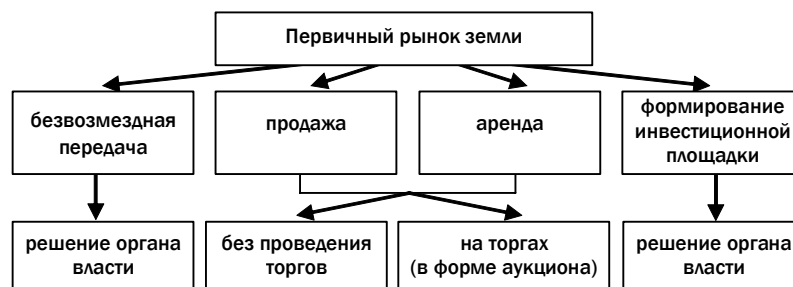 Первичный рынок земли
безвозмездная
передача
продажа
аренда
формирование
инвестиционной
площадки
решение органа
власти
без проведения
торгов
на торгах
(в форме аукциона)
решение органа
власти